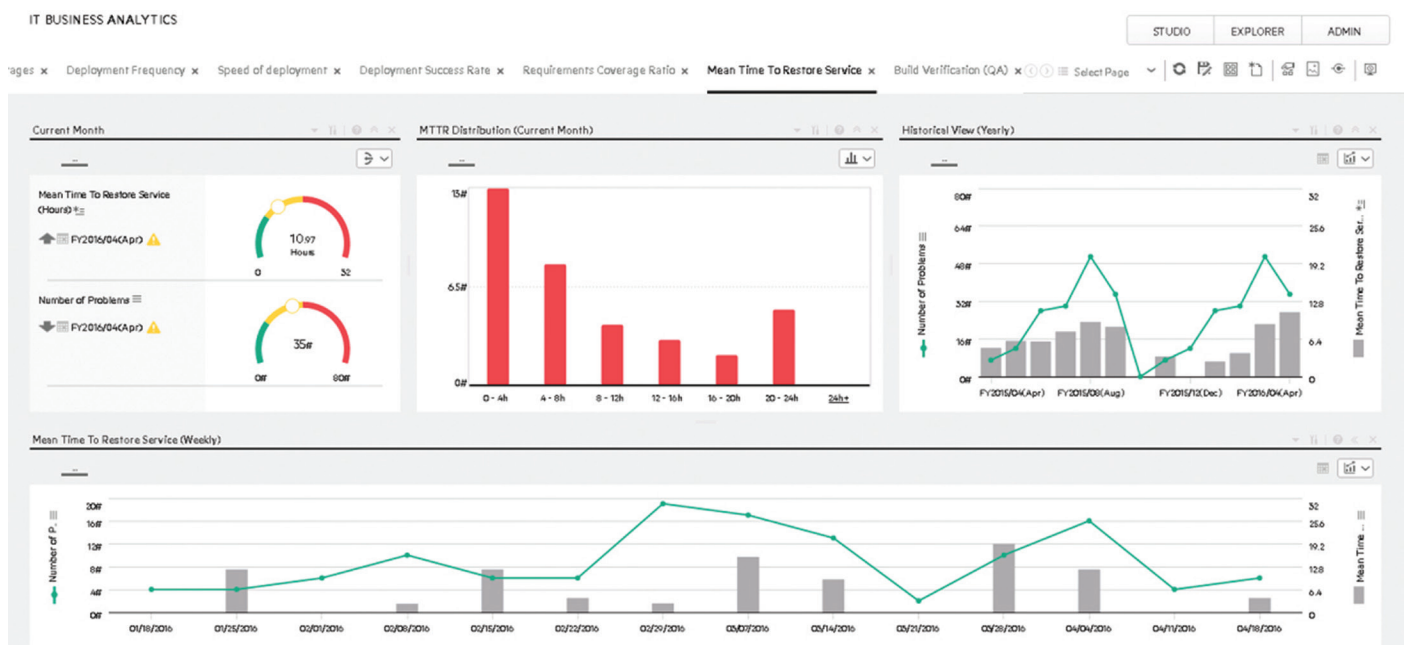 IT BUSINESS ANALYTICS
STUDIO EXPLORER ADMIN
rages x Deployment Frequency x Speed of deployment x Deployment Success Rate x Requirements Coverage Ratio x Mean Time To Restore Service x Build Verification (QA) x Select Page
Current Month
Mean Time To Restore Service
(Hours)
FY2016/04(Apr)
10.97
Hours
0 32
Number of Problems
FY2016/04(Apr)
35#
0# 80#
MTTR Distribution (Current Month)
13#
6.5#
0#
0 - 4h 4 - 8h 8 - 12h 12 - 16h 16 - 20h 20 - 24h 24h+
Historical View (Yearly)
Number of Problems
80#
64#
48#
32#
16#
0#
32
25.6
19.2
12.8
6.4
0
Mean Time To Restore Ser...
FY2015/04(Apr) FY2015/08(Aug) FY2015/12(Dec) FY2016/04(Apr)
Mean Time To Restore Service (Weekly)
Number of P...
20#
16#
12#
8#
4#
0#
32
25.6
19.2
12.8
6.4
0
Mean Time ...
01/18/2016 01/25/2016 02/01/2016 02/08/2016 02/15/2016 02/22/2016 02/29/2016 03/07/2016 03/14/2016 03/21/2016 03/28/2016 04/04/2016 04/11/2016 04/18/2016